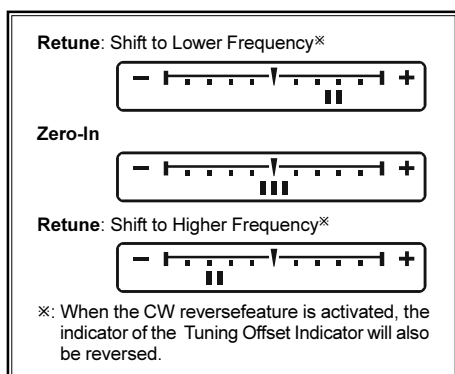 Retune: Shift to Lower Frequency※
− +
Zero-In
− +
Retune: Shift to Higher Frequency※
− +
※: When the CW reversefeature is activated, the
indicator of the Tuning Offset Indicator will also
be reversed.